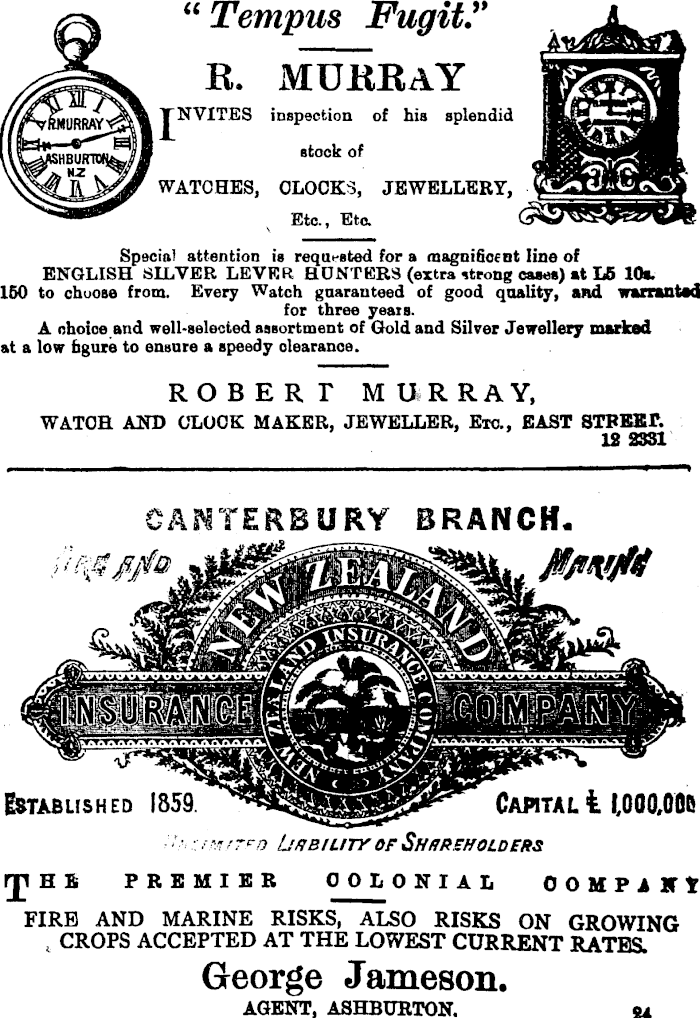 “Tempus Fugit.”
R. MURRAY
R.MURRAY
ASHBURTON
N.Z
INVITES inspection of his splendid
stock of
WATCHES, CLOCKS, JEWELLERY,
Etc., Etc.
Special attention is requested for a magnificent line of
ENGLISH SILVER LEVER HUNTERS (extra strong cases) at L5 10s.
150 to choose from. Every Watch guaranteed of good quality, and warranted
for three years.
A choice and well-selected assortment of Gold and Silver Jewellery marked
at a low figure to ensure a speedy clearance.
ROBERT MURRAY,
WATCH AND CLOCK MAKER, JEWELLER, ETC., EAST STREET.
12 2331
CANTERBURY BRANCH.
FIRE AND MARINE
NEW ZEALAND
INSURANCE COMPANY
NEW ZEALAND INSURANCE COMPANY
ESTABLISHED 1859. CAPITAL £ 1,000,000
UNLIMITED LIABILITY OF SHAREHOLDERS
THE PREMIER COLONIAL COMPANY
FIRE AND MARINE RISKS, ALSO RISKS ON GROWING
CROPS ACCEPTED AT THE LOWEST CURRENT RATES.
George Jameson.
AGENT, ASHBURTON.
24